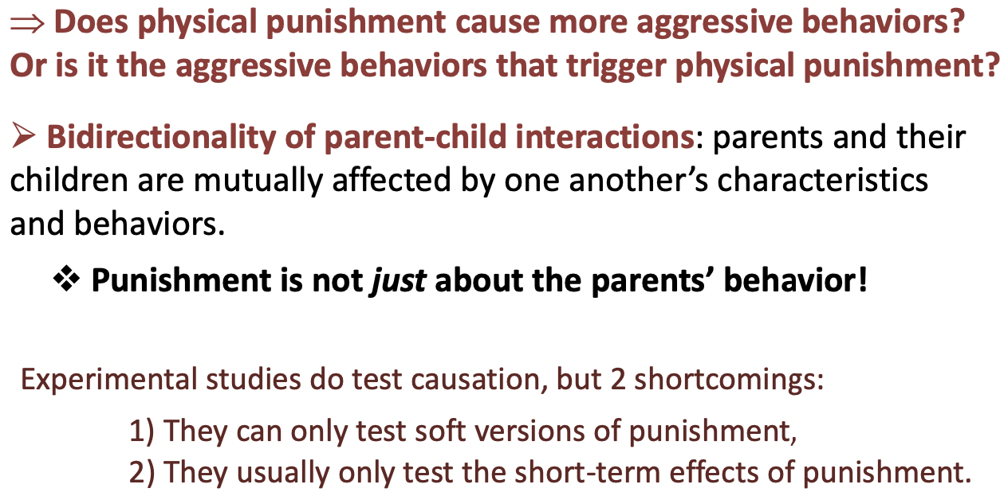 ⇒ Does physical punishment cause more aggressive behaviors?
Or is it the aggressive behaviors that trigger physical punishment?
➢ Bidirectionality of parent-child interactions: parents and their
children are mutually affected by one another’s characteristics
and behaviors.
❖ Punishment is not just about the parents’ behavior!
Experimental studies do test causation, but 2 shortcomings:
1) They can only test soft versions of punishment,
2) They usually only test the short-term effects of punishment.